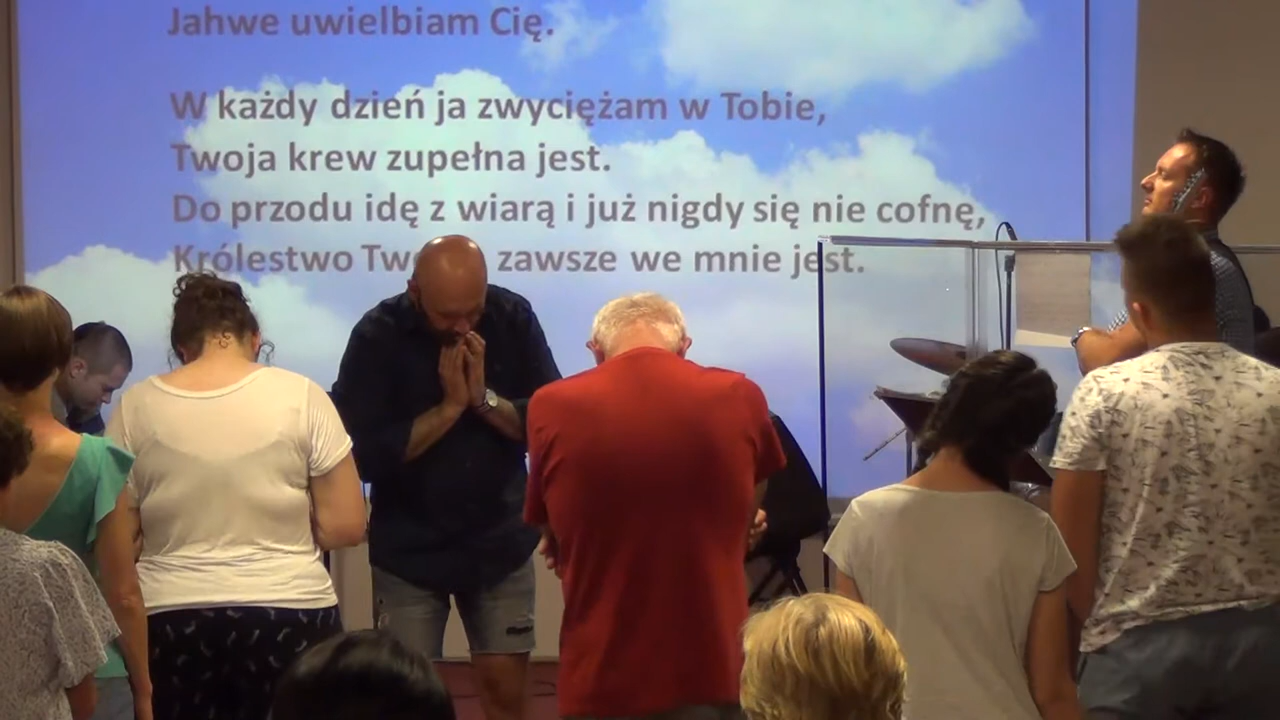 Jahwe uwielbiam Cię.
W każdy dzień ja zwyciężam w Tobie,
Twoja krew zupełna jest.
Do przodu idę z wiarą i już nigdy się nie cofnę,
Królestwo zawsze we mnie jest.